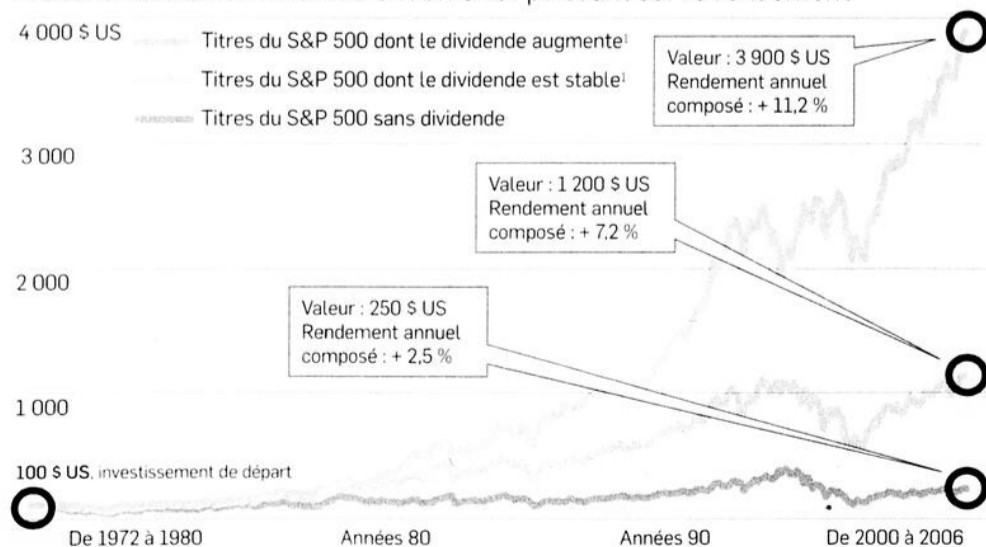 4 000 $ US
Titres du S&P 500 dont le dividende augmente¹
Titres du S&P 500 dont le dividende est stable¹
Titres du S&P 500 sans dividende
Valeur : 3 900 $ US
Rendement annuel
composé : + 11,2 %
3 000
Valeur : 1 200 $ US
Rendement annuel
composé : + 7,2 %
2 000
Valeur : 250 $ US
Rendement annuel
composé : + 2,5 %
1 000
100 $ US, investissement de départ
De 1972 à 1980
Années 80
Années 90
De 2000 à 2006